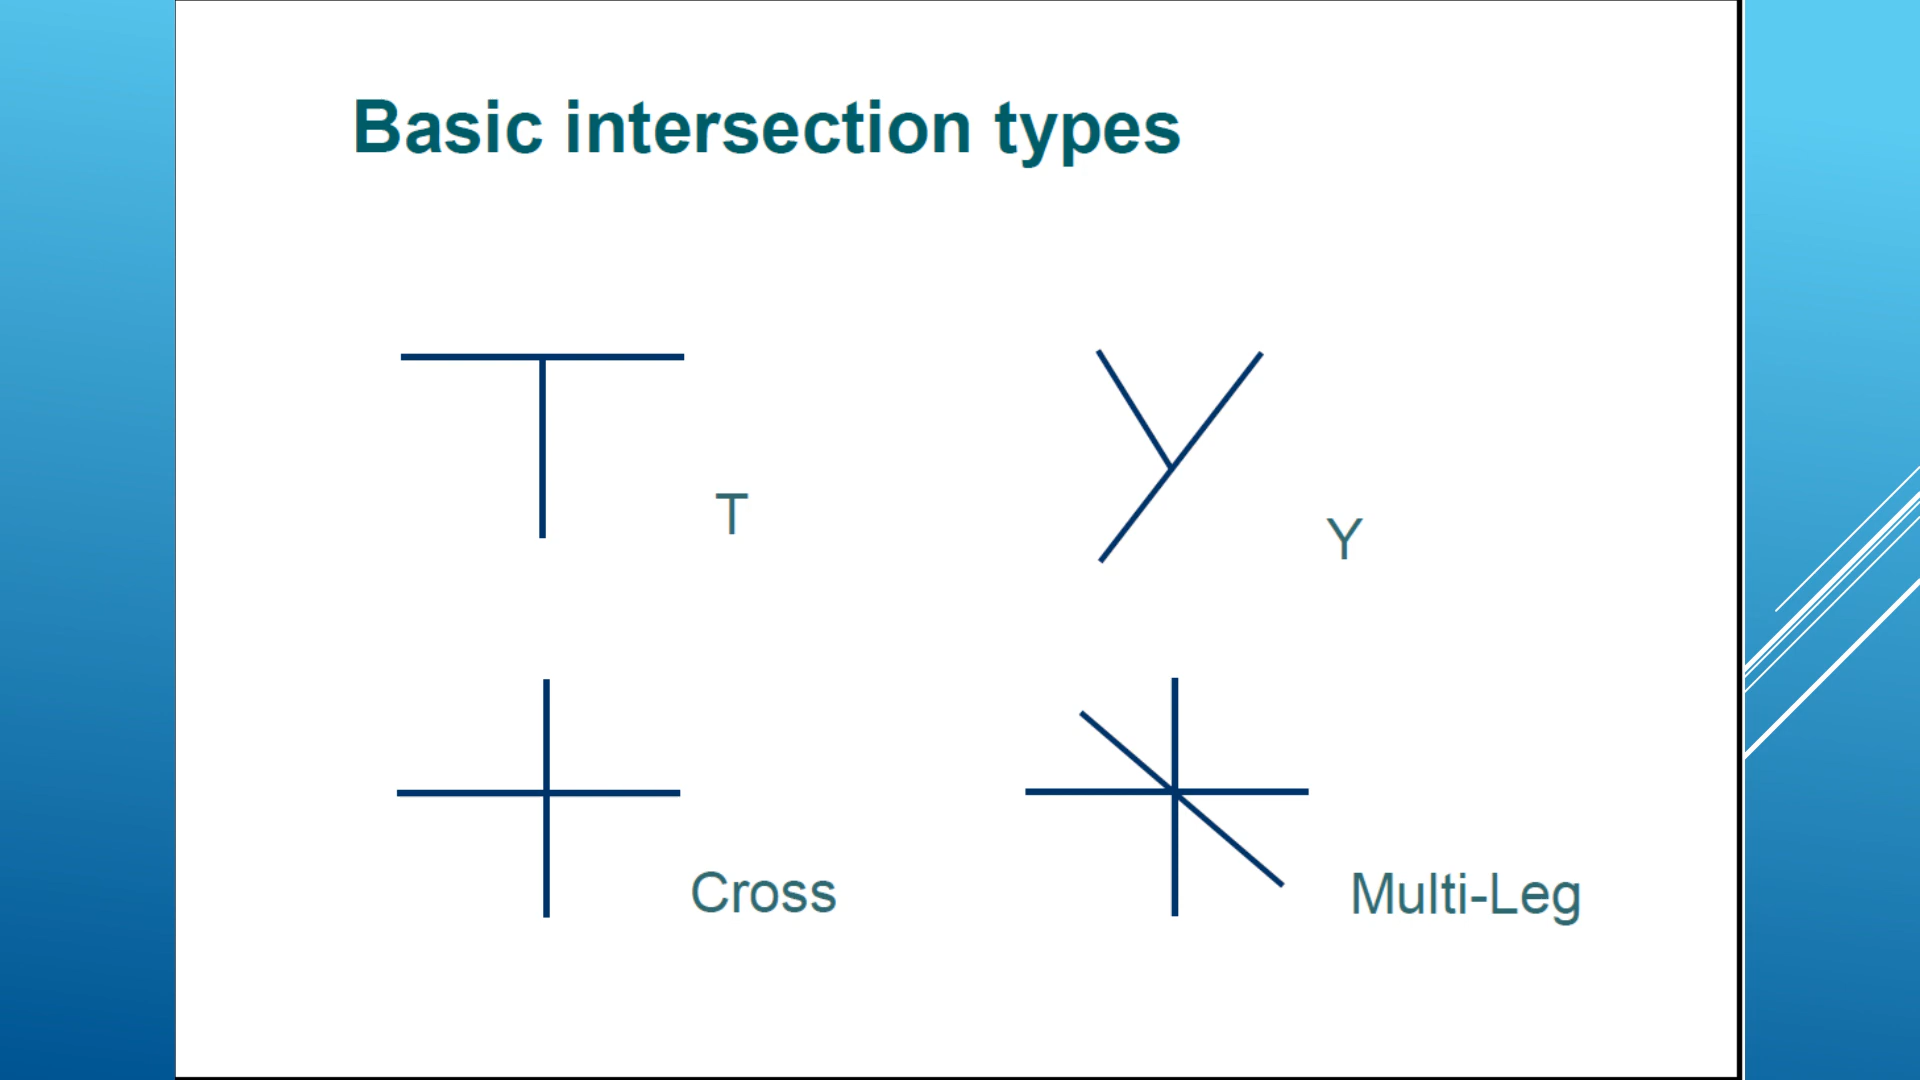 Basic intersection types
T
Y
Cross
Multi-Leg